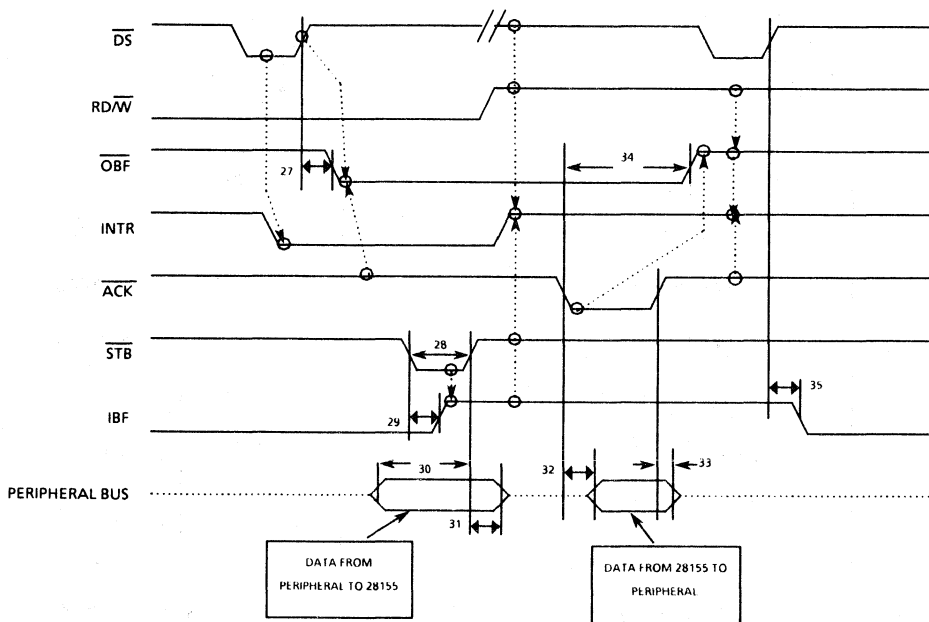 DS
RD/W
OBF
27
34
INTR
ACK
STB
28
IBF
29
35
PERIPHERAL BUS
30
31
32
33
DATA FROM
PERIPHERAL TO 28155
DATA FROM 28155 TO
PERIPHERAL